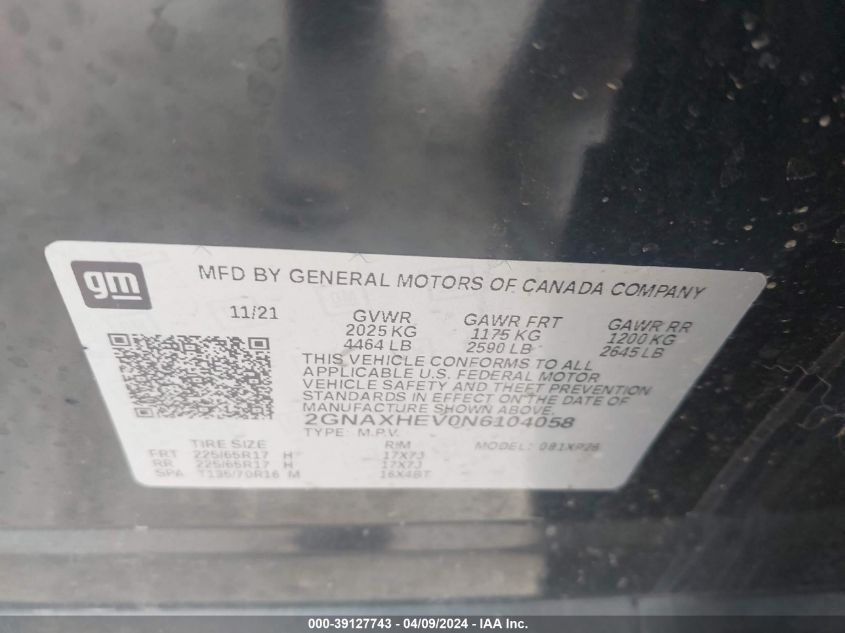 gm
MFD BY GENERAL MOTORS OF CANADA COMPANY
11/21 GVWR GAWR FRT GAWR RR
2025 KG 1175 KG 1200 KG
4464 LB 2590 LB 2645 LB
THIS VEHICLE CONFORMS TO ALL
APPLICABLE U.S. FEDERAL MOTOR
VEHICLE SAFETY AND THEFT PREVENTION
STANDARDS IN EFFECT ON THE DATE OF
MANUFACTURE SHOWN ABOVE.
2GNAXHEV0N6104058
TYPE: M.P.V. MODEL:
TIRE SIZE RIM
FRT 225/65R17 H 17X7J
RR 225/65R17 H 17X7J
SPA T135/70R16 M 16X4BT
000-39127743 - 04/09/2024 - IAA Inc.